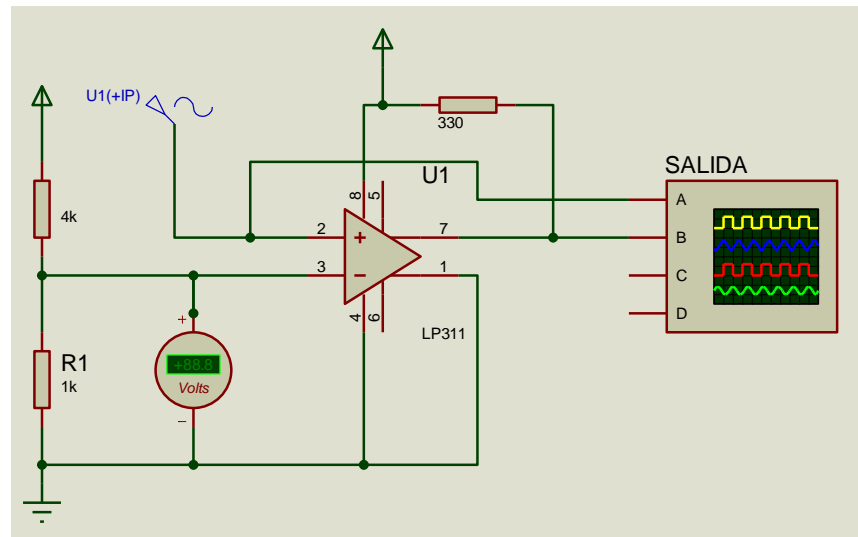 U1(+IP)
330
U1
SALIDA
8
5
A
4k
2
7
B
3
1
C
4
6
D
LP311
R1
1k
+
+88.8
Volts
–